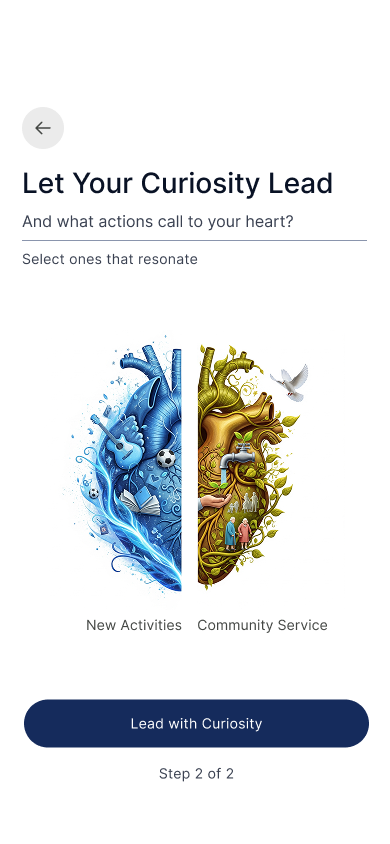 Let Your Curiosity Lead
And what actions call to your heart?
Select ones that resonate
New Activities
Community Service
Lead with Curiosity
Step 2 of 2